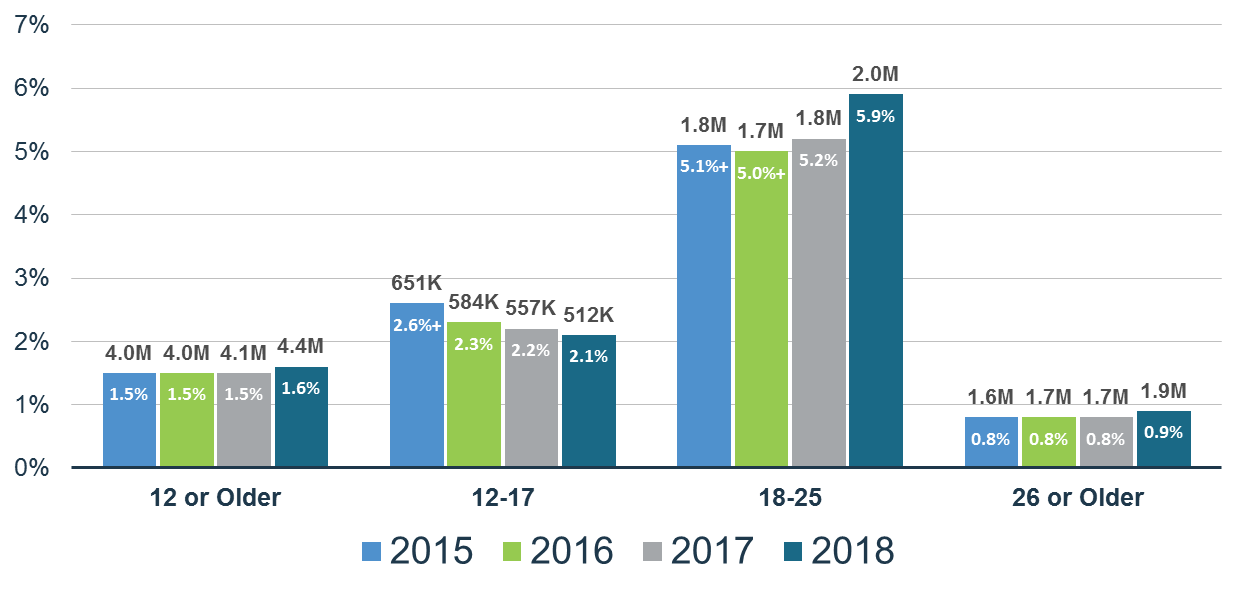 7%
6%
5%
4%
3%
2%
1%
0%
4.0M 4.0M 4.1M 4.4M
1.5% 1.5% 1.5% 1.6%
651K 584K 557K 512K
2.6%+ 2.3% 2.2% 2.1%
1.8M 1.7M 1.8M 2.0M
5.1%+ 5.0%+ 5.2% 5.9%
1.6M 1.7M 1.7M 1.9M
0.8% 0.8% 0.8% 0.9%
12 or Older 12-17 18-25 26 or Older
2015 2016 2017 2018